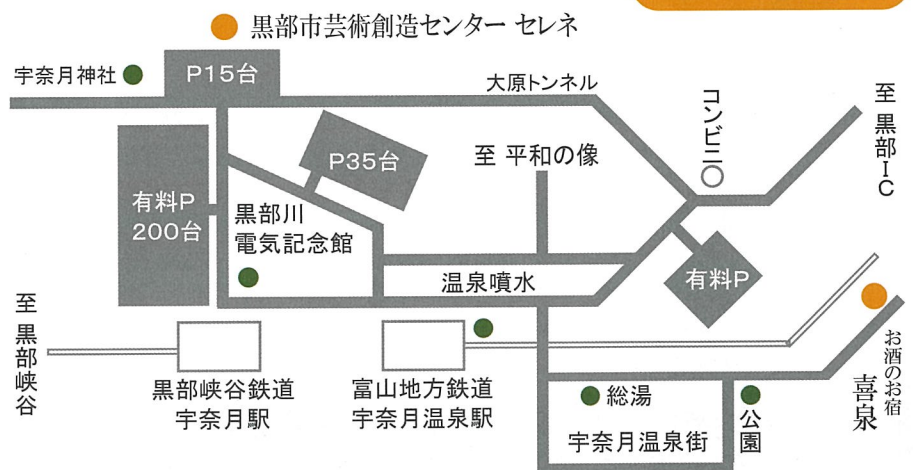 黒部市芸術創造センター セレネ
宇奈月神社
P15台
大原トンネル
コンビニ
至 黒部IC
P35台
至 平和の像
有料P
200台
黒部川
電気記念館
温泉噴水
有料P
至 黒部峡谷
黒部峡谷鉄道
宇奈月駅
富山地方鉄道
宇奈月温泉駅
総湯
公園
宇奈月温泉街
お酒のお宿
喜泉